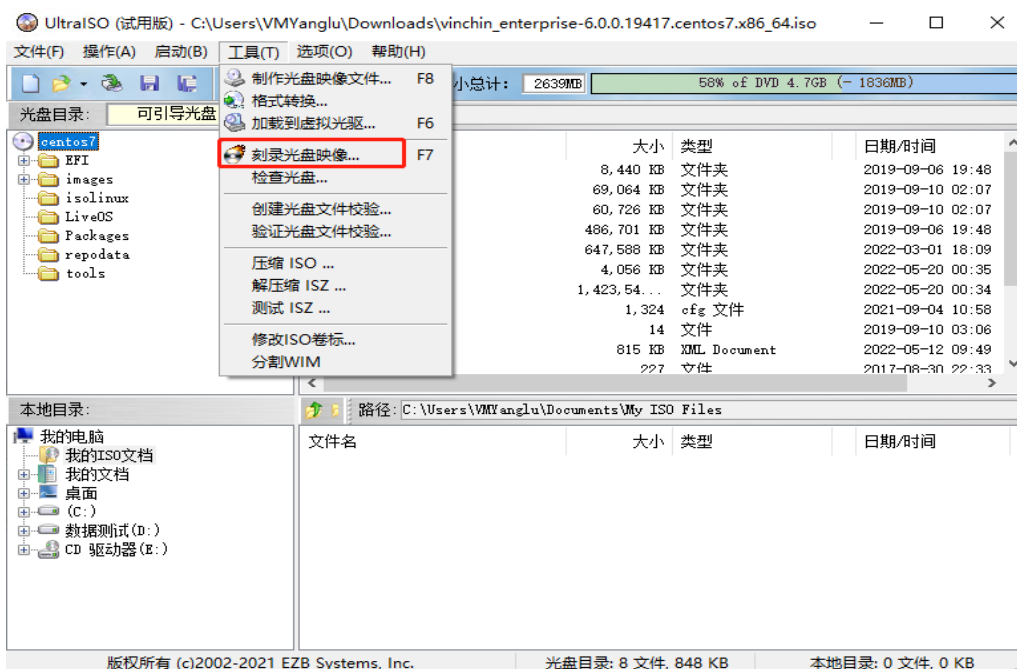 UltraISO (试用版) - C:\Users\VMYanglu\Downloads\vinchin_enterprise-6.0.0.19417.centos7.x86_64.iso
文件(F) 操作(A) 启动(B) 工具(T) 选项(O) 帮助(H)
小总计: 2639MB 58% of DVD 4.7GB (- 1836MB)
光盘目录: 可引导光盘
制作光盘映像文件... F8
格式转换...
加载到虚拟光驱... F6
刻录光盘映像... F7
检查光盘...
创建光盘文件校验...
验证光盘文件校验...
压缩 ISO ...
解压缩 ISZ ...
测试 ISZ ...
修改ISO卷标...
分割WIM
centos7
EFI
images
isolinux
LiveOS
Packages
repodata
tools
大小 类型 日期/时间
8,440 KB 文件夹 2019-09-06 19:48
69,064 KB 文件夹 2019-09-10 02:07
60,726 KB 文件夹 2019-09-10 02:07
486,701 KB 文件夹 2019-09-06 19:48
647,588 KB 文件夹 2022-03-01 18:09
4,056 KB 文件夹 2022-05-20 00:35
1,423,54... 文件夹 2022-05-20 00:34
1,324 cfg 文件 2021-09-04 10:58
14 文件 2019-09-10 03:06
815 KB XML Document 2022-05-12 09:49
227 文件 2017-08-30 22:33
本地目录: 路径: C:\Users\VMYanglu\Documents\My ISO Files
我的电脑
我的ISO文档
我的文档
桌面
(C:)
数据测试(D:)
CD 驱动器(E:)
文件名 大小 类型 日期/时间
版权所有 (c)2002-2021 EZB Systems, Inc. 光盘目录: 8 文件, 848 KB 本地目录: 0 文件, 0 KB